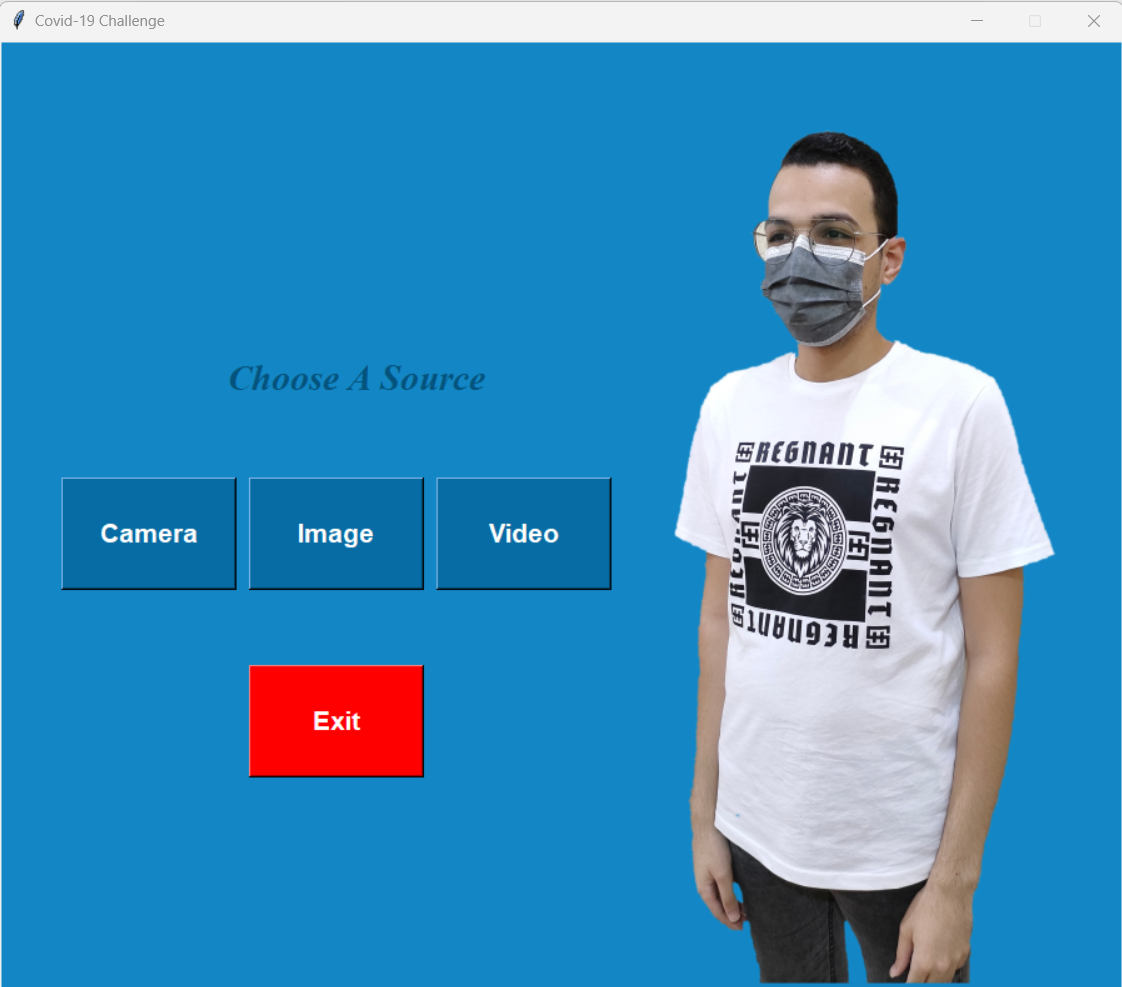 Covid-19 Challenge
Choose A Source
Camera
Image
Video
Exit
REGNANT
REGNANT
REGNANT
REGNANT